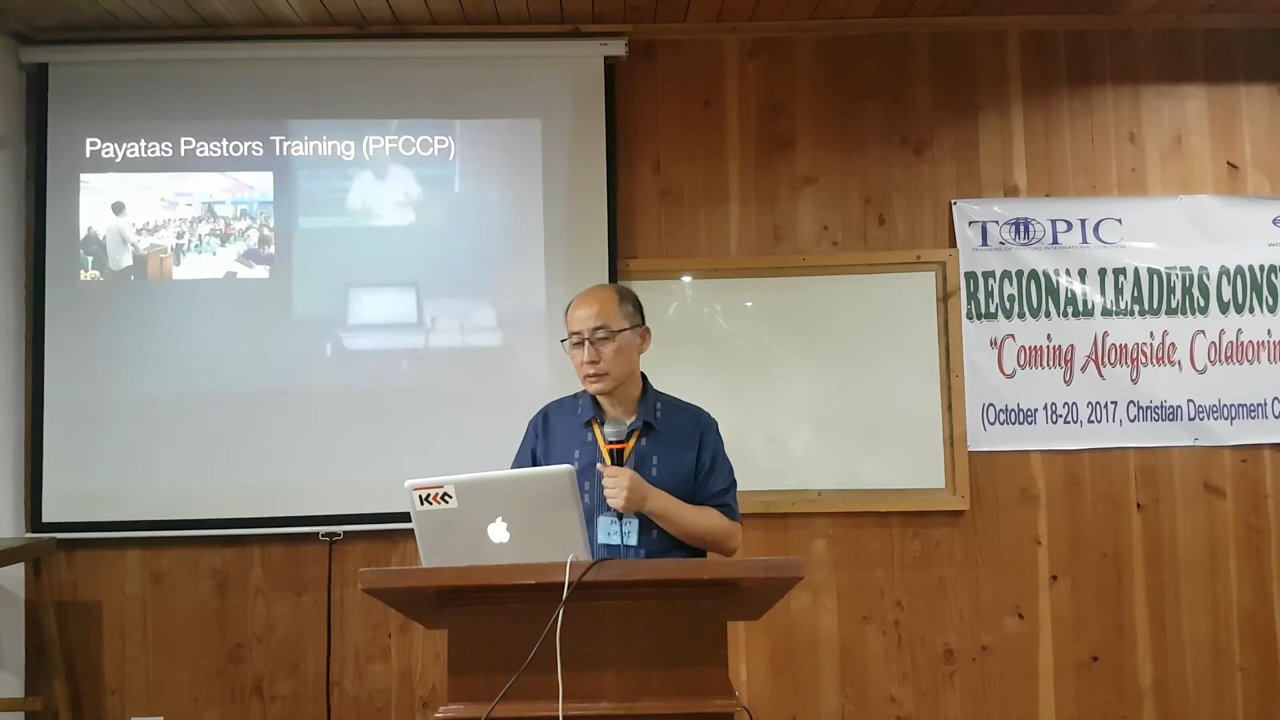 Payatas Pastors Training (PFCCP)
TOPIC
TRAINERS OF PASTORS INTERNATIONAL COALITION
REGIONAL LEADERS CONS
"Coming Alongside, Colaborin
(October 18-20, 2017, Christian Development C